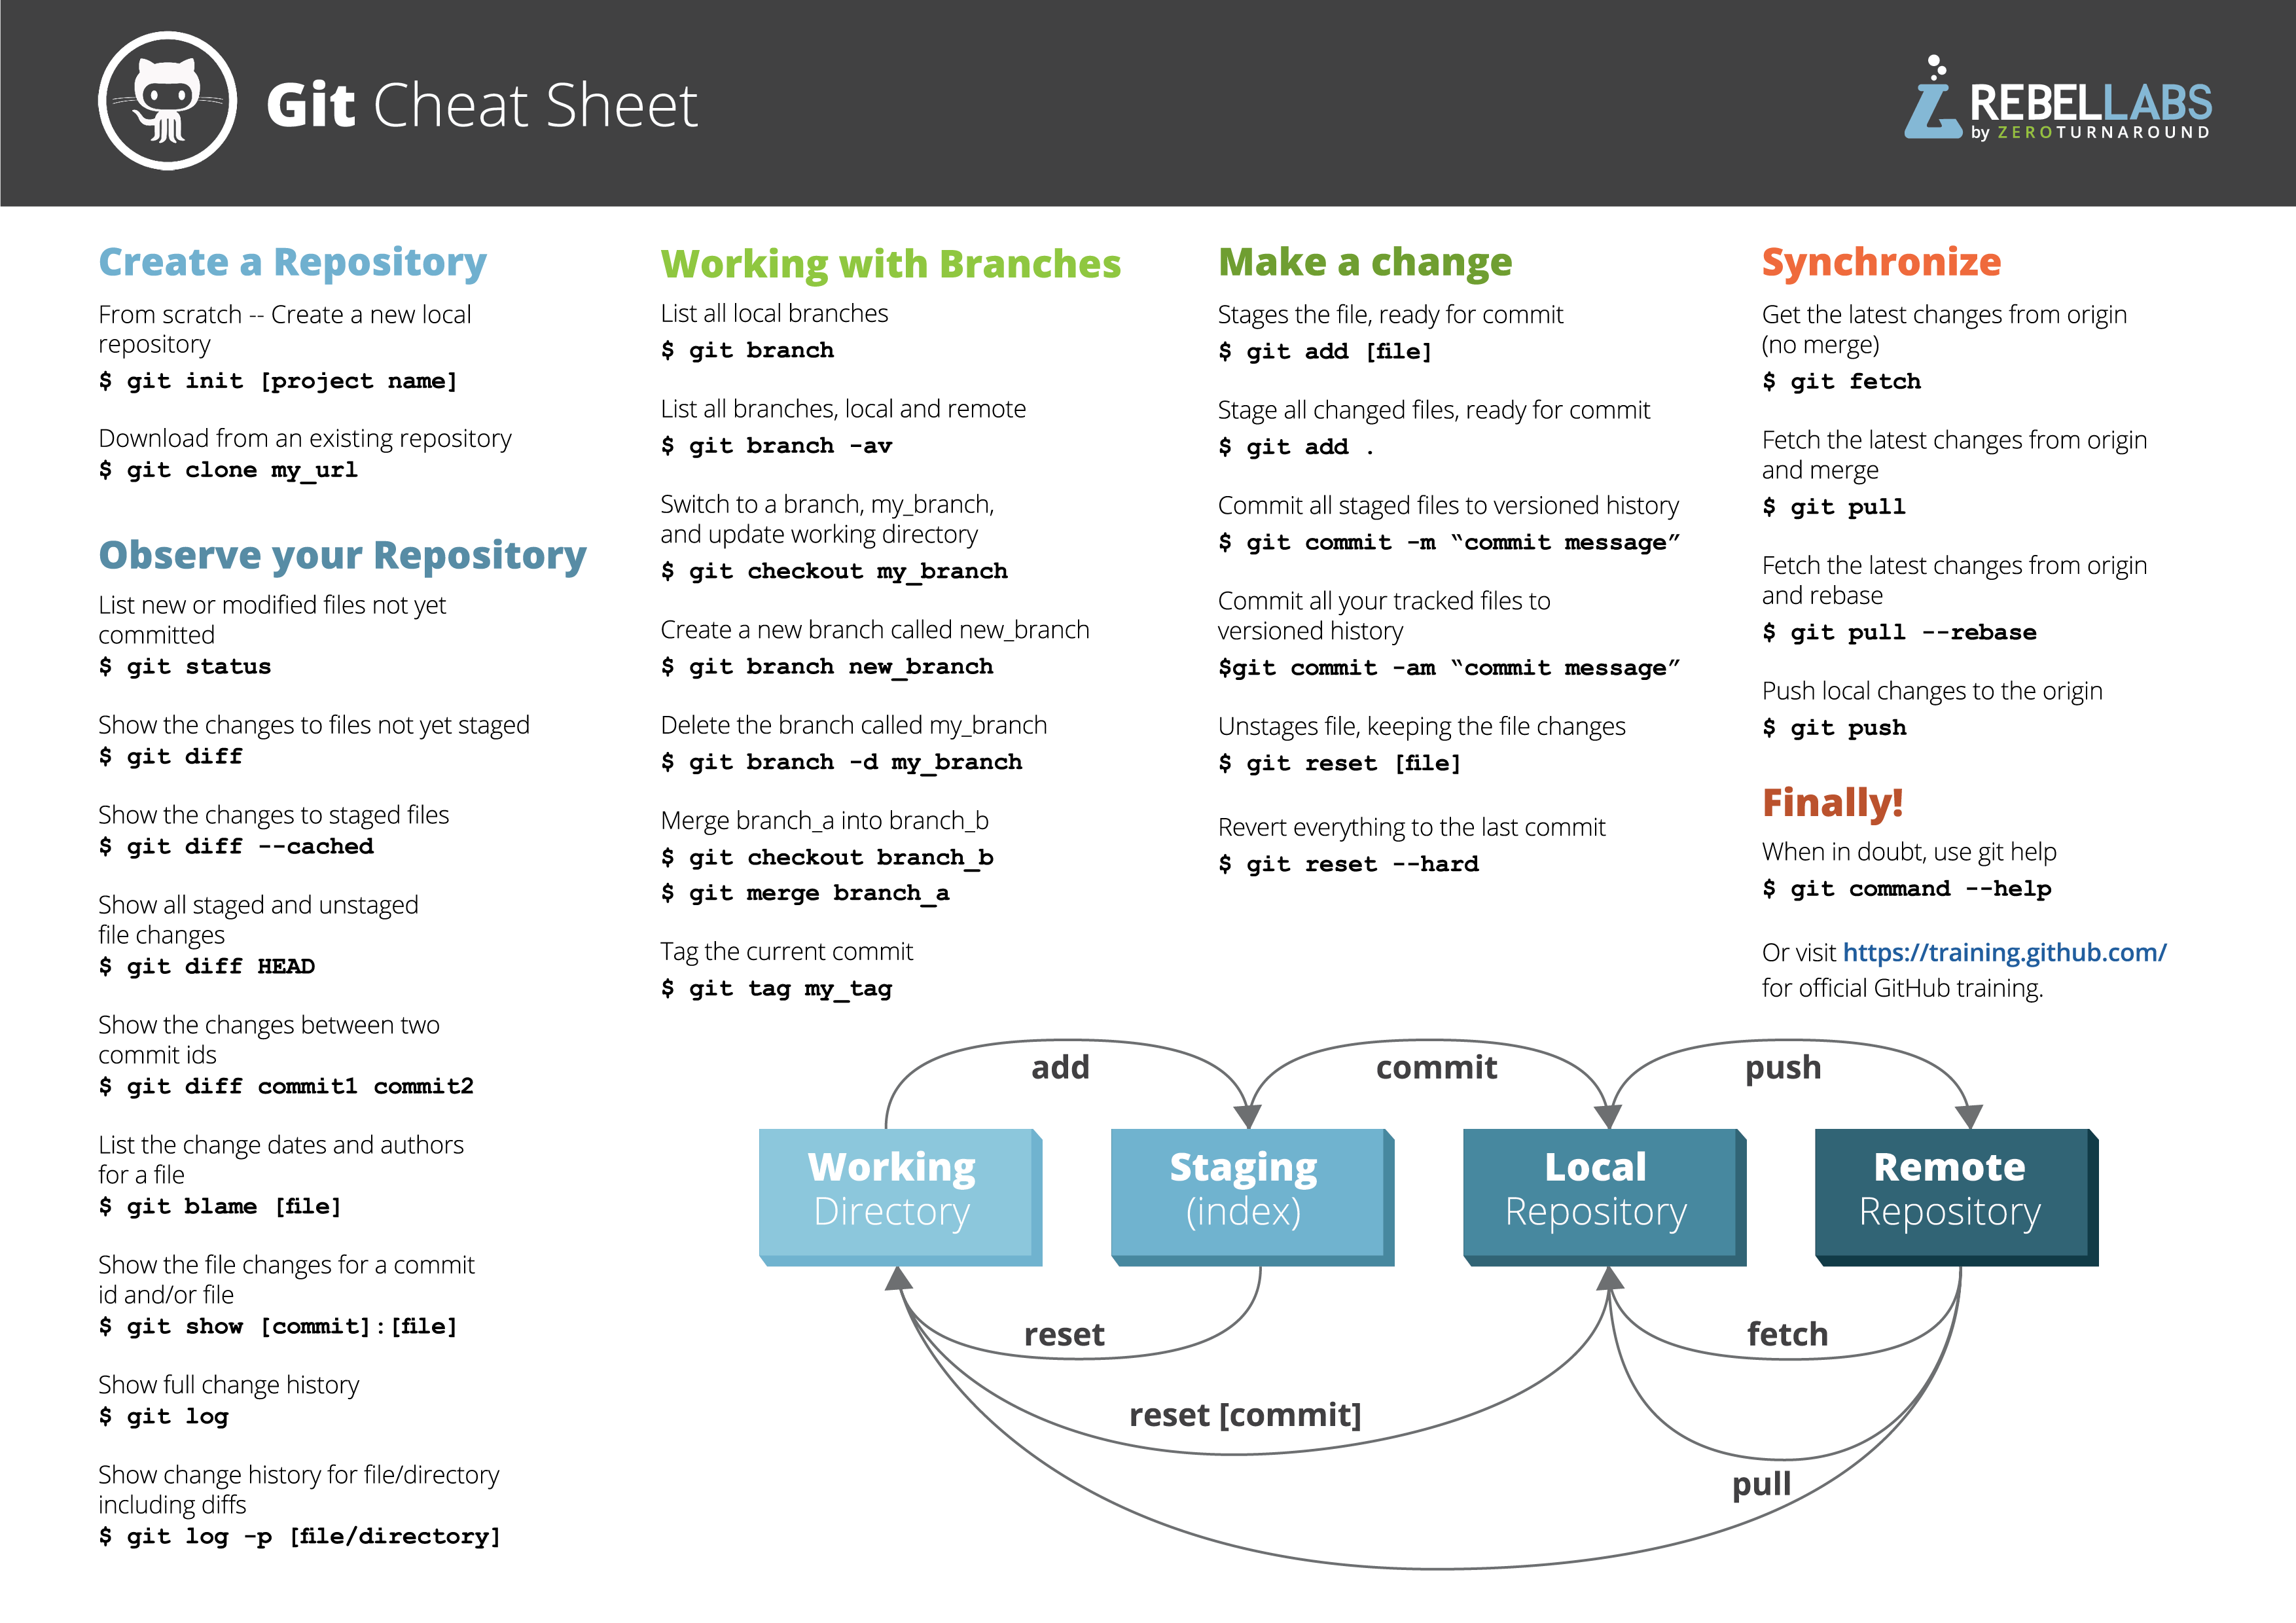 Git Cheat Sheet
REBELLABS
by ZEROTURNAROUND
Create a Repository
From scratch -- Create a new local
repository
$ git init [project name]
Download from an existing repository
$ git clone my_url
Observe your Repository
List new or modified files not yet
committed
$ git status
Show the changes to files not yet staged
$ git diff
Show the changes to staged files
$ git diff --cached
Show all staged and unstaged
file changes
$ git diff HEAD
Show the changes between two
commit ids
$ git diff commit1 commit2
List the change dates and authors
for a file
$ git blame [file]
Show the file changes for a commit
id and/or file
$ git show [commit]:[file]
Show full change history
$ git log
Show change history for file/directory
including diffs
$ git log -p [file/directory]
Working with Branches
List all local branches
$ git branch
List all branches, local and remote
$ git branch -av
Switch to a branch, my_branch,
and update working directory
$ git checkout my_branch
Create a new branch called new_branch
$ git branch new_branch
Delete the branch called my_branch
$ git branch -d my_branch
Merge branch_a into branch_b
$ git checkout branch_b
$ git merge branch_a
Tag the current commit
$ git tag my_tag
Make a change
Stages the file, ready for commit
$ git add [file]
Stage all changed files, ready for commit
$ git add .
Commit all staged files to versioned history
$ git commit -m “commit message”
Commit all your tracked files to
versioned history
$git commit -am “commit message”
Unstages file, keeping the file changes
$ git reset [file]
Revert everything to the last commit
$ git reset --hard
Synchronize
Get the latest changes from origin
(no merge)
$ git fetch
Fetch the latest changes from origin
and merge
$ git pull
Fetch the latest changes from origin
and rebase
$ git pull --rebase
Push local changes to the origin
$ git push
Finally!
When in doubt, use git help
$ git command --help
Or visit https://training.github.com/
for official GitHub training.
add
commit
push
Working
Directory
Staging
(index)
Local
Repository
Remote
Repository
reset
fetch
reset [commit]
pull